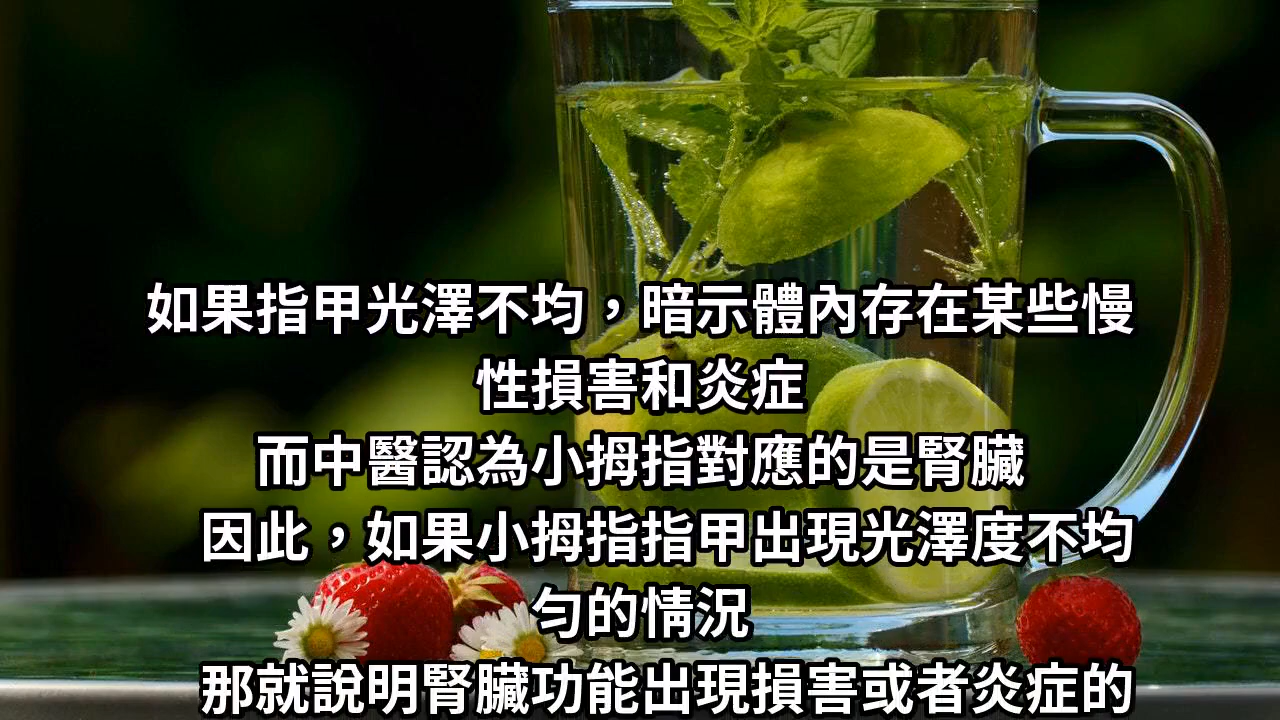 如果指甲光澤不均，暗示體內存在某些慢
性損害和炎症
而中醫認為小拇指對應的是腎臟
因此，如果小拇指指甲出現光澤度不均
勻的情況
那就說明腎臟功能出現損害或者炎症的